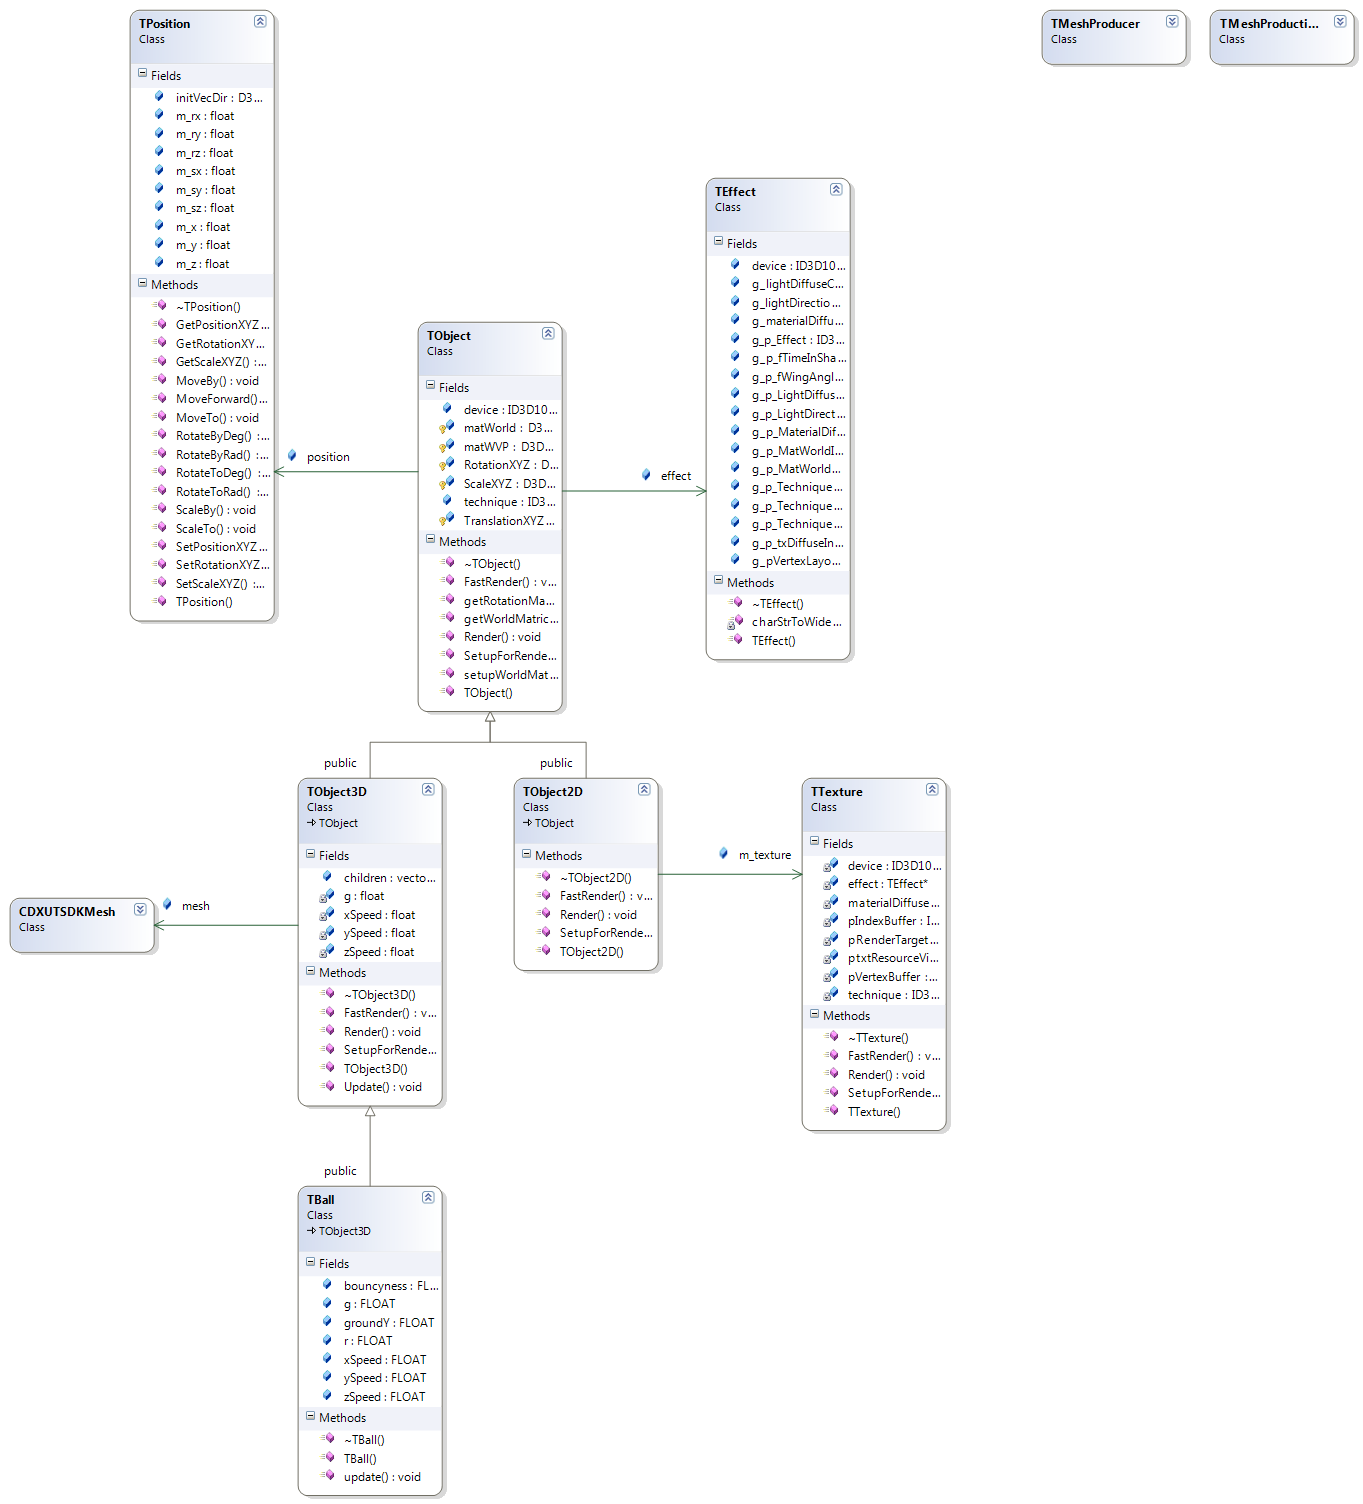 TPosition
Class
Fields
initVecDir : D3...
m_rx : float
m_ry : float
m_rz : float
m_sx : float
m_sy : float
m_sz : float
m_x : float
m_y : float
m_z : float
Methods
~TPosition()
GetPositionXYZ...
GetRotationXY...
GetScaleXYZ() :...
MoveBy() : void
MoveForward()...
MoveTo() : void
RotateByDeg() :...
RotateByRad() :...
RotateToDeg() :...
RotateToRad() :...
ScaleBy() : void
ScaleTo() : void
SetPositionXYZ...
SetRotationXYZ...
SetScaleXYZ() :...
TPosition()
position
TObject
Class
Fields
device : ID3D10...
matWorld : D3...
matWVP : D3D...
RotationXYZ : D...
ScaleXYZ : D3D...
technique : ID3...
TranslationXYZ...
Methods
~TObject()
FastRender() : v...
getRotationMa...
getWorldMatric...
Render() : void
SetupForRende...
setupWorldMat...
TObject()
effect
TEffect
Class
Fields
device : ID3D10...
g_lightDiffuseC...
g_lightDirectio...
g_materialDiffu...
g_p_Effect : ID3...
g_p_fTimeInSha...
g_p_fWingAngl...
g_p_LightDiffus...
g_p_LightDirect...
g_p_MaterialDif...
g_p_MatWorldI...
g_p_MatWorld...
g_p_Technique...
g_p_Technique...
g_p_Technique...
g_p_txDiffuseIn...
g_pVertexLayo...
Methods
~TEffect()
charStrToWide...
TEffect()
TMeshProducer
Class
TMeshProducti...
Class
public
public
TObject3D
Class
TObject
Fields
children : vecto...
g : float
xSpeed : float
ySpeed : float
zSpeed : float
Methods
~TObject3D()
FastRender() : v...
Render() : void
SetupForRende...
TObject3D()
Update() : void
mesh
CDXUTSDKMesh
Class
TObject2D
Class
TObject
Methods
~TObject2D()
FastRender() : v...
Render() : void
SetupForRende...
TObject2D()
m_texture
TTexture
Class
Fields
device : ID3D10...
effect : TEffect*
materialDiffuse...
pIndexBuffer : I...
pRenderTarget...
ptxtResourceVi...
pVertexBuffer :...
technique : ID3...
Methods
~TTexture()
FastRender() : v...
Render() : void
SetupForRende...
TTexture()
public
TBall
Class
TObject3D
Fields
bouncyness : FL...
g : FLOAT
groundY : FLOAT
r : FLOAT
xSpeed : FLOAT
ySpeed : FLOAT
zSpeed : FLOAT
Methods
~TBall()
TBall()
update() : void